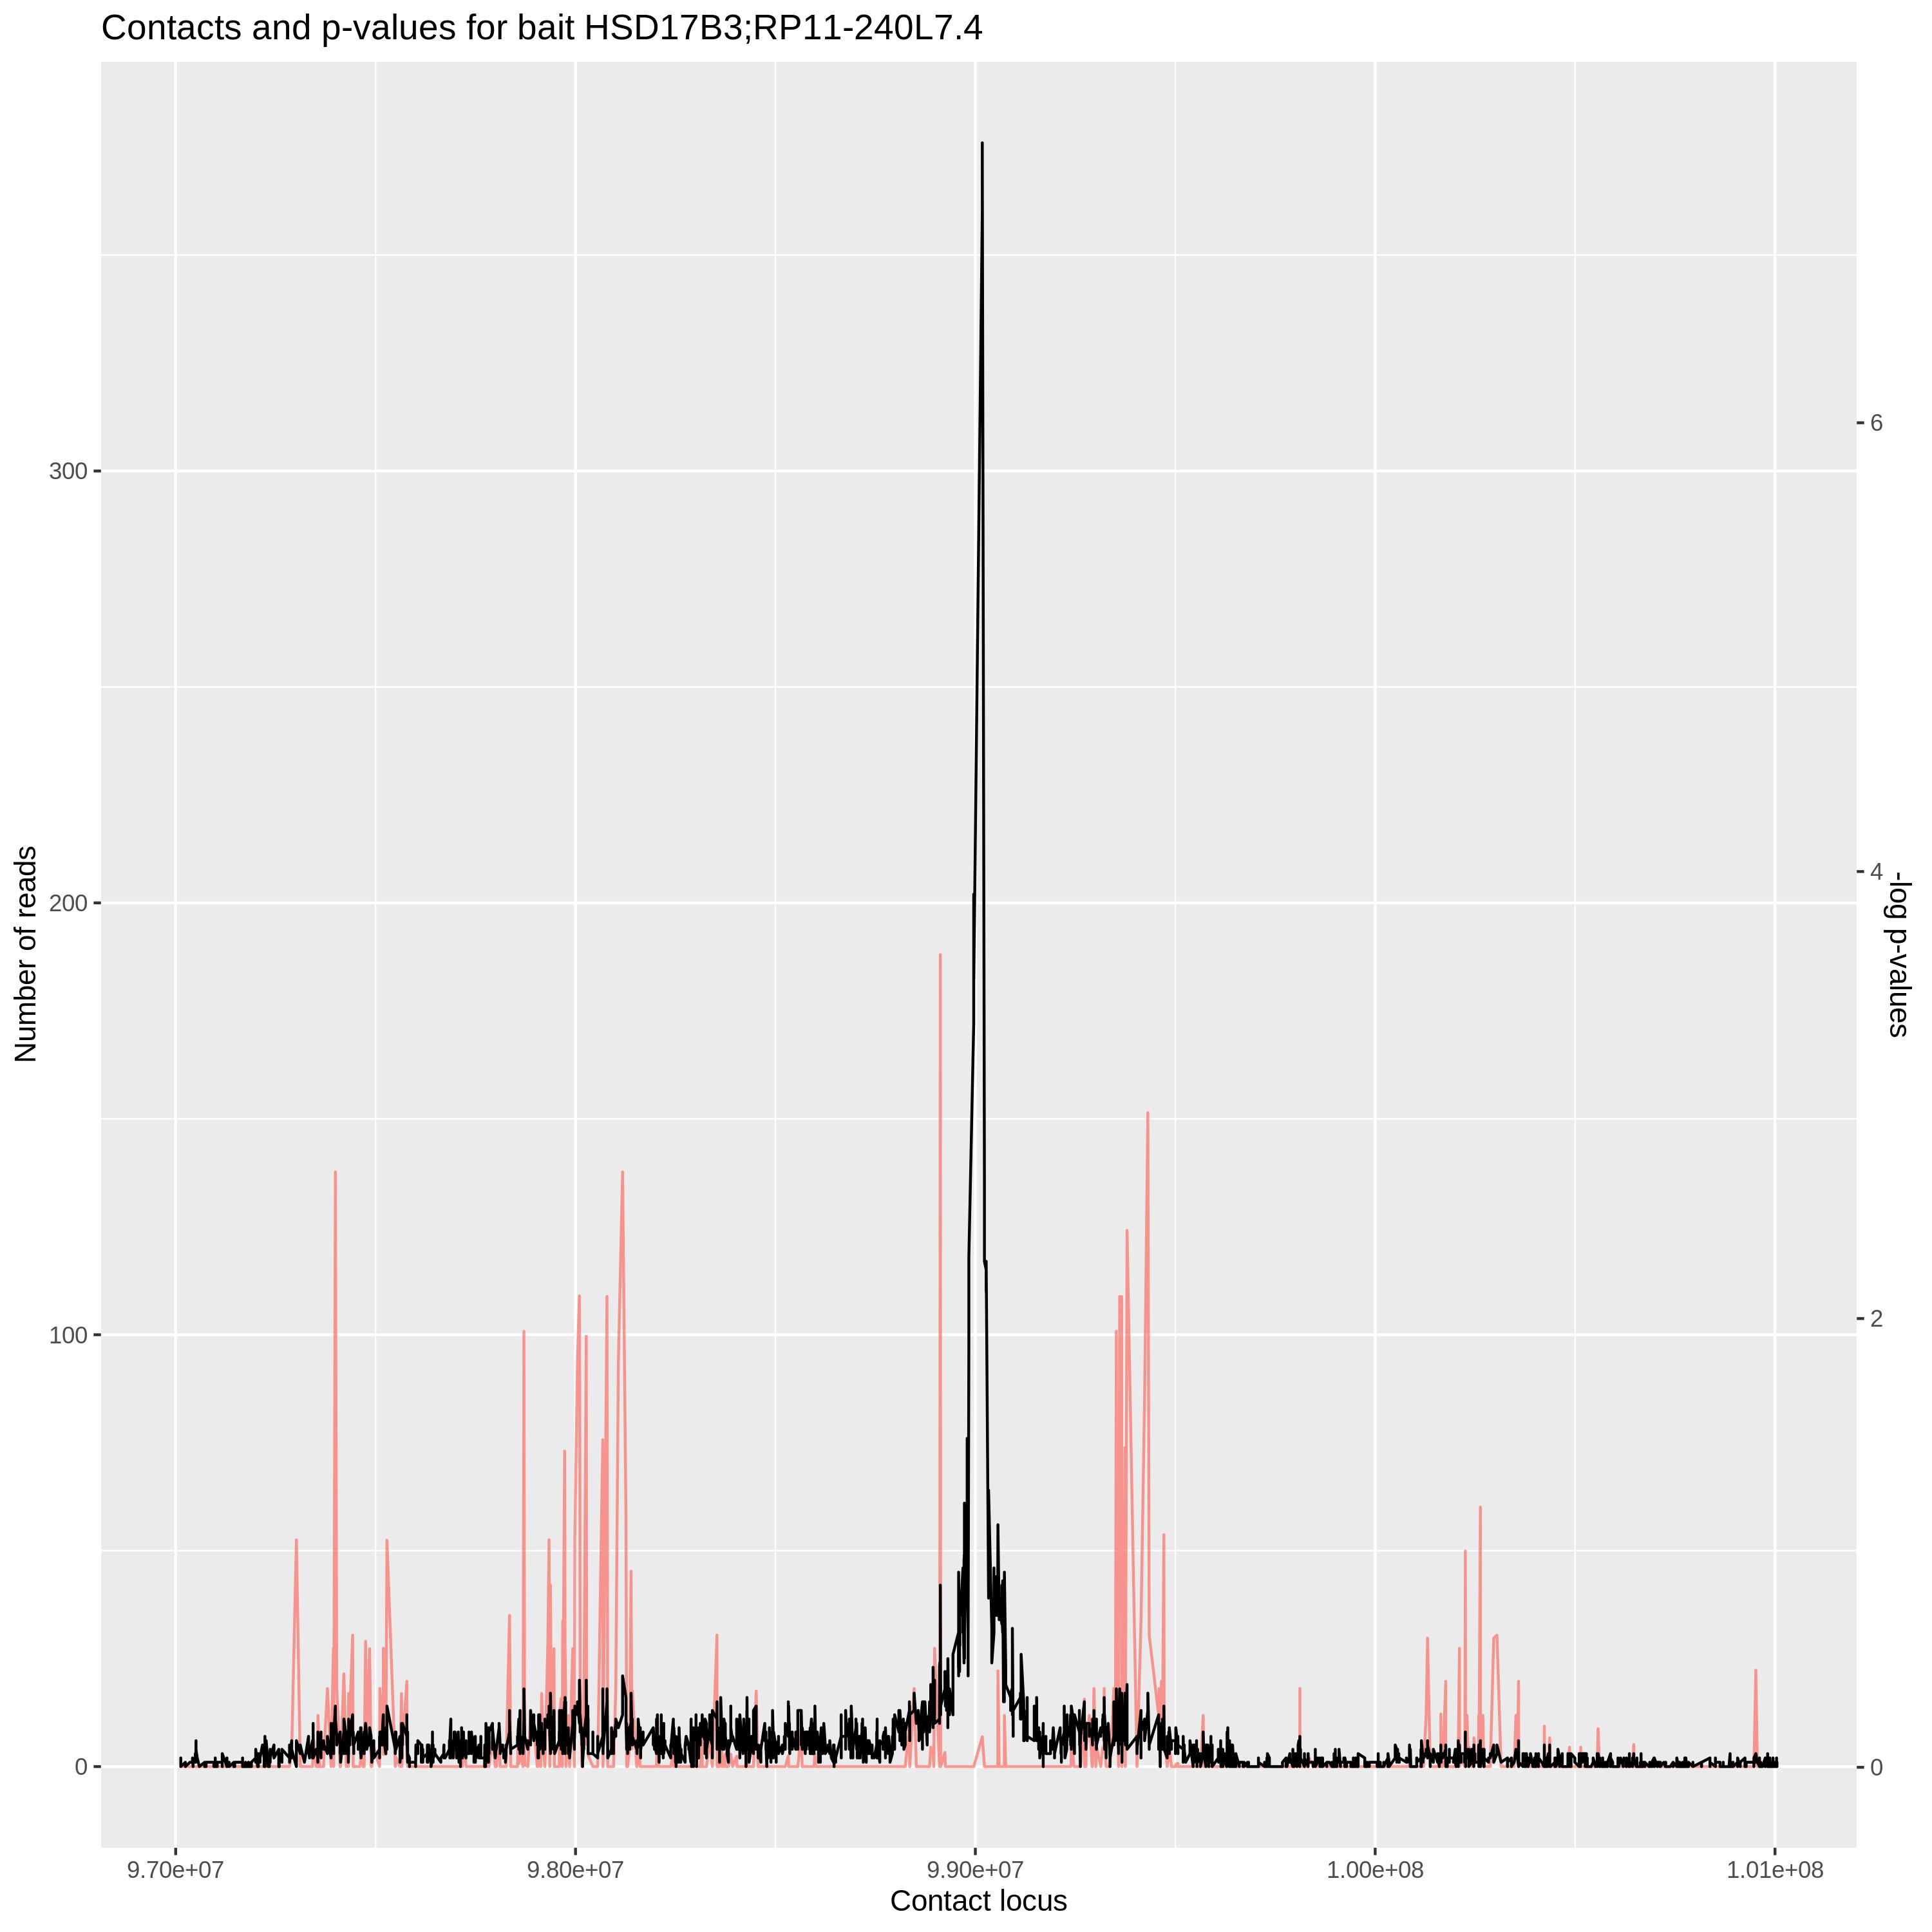 Contacts and p-values for bait HSD17B3;RP11-240L7.4
Number of reads
300
200
100
0
6
4
2
0
-log p-values
9.70e+07
9.80e+07
9.90e+07
1.00e+08
1.01e+08
Contact locus